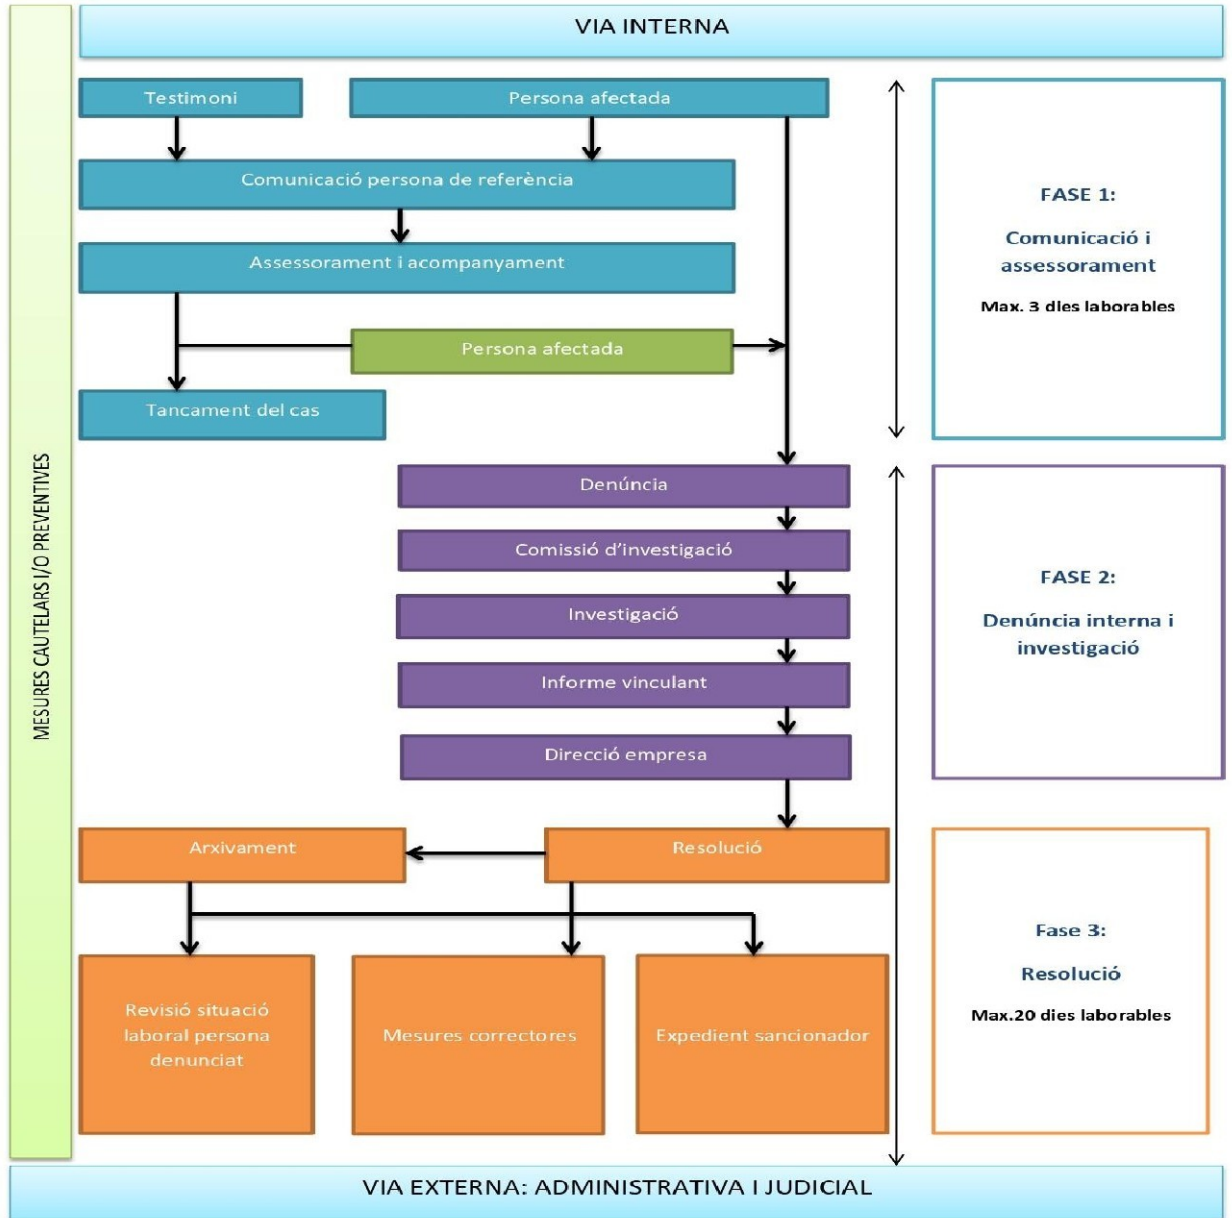 VIA INTERNA
MESURES CAUTELARS I/O PREVENTIVES
Testimoni
Persona afectada
Comunicació persona de referència
Assessorament i acompanyament
Persona afectada
Tancament del cas
FASE 1:
Comunicació i
assessorament
Max. 3 dies laborables
Denúncia
Comissió d'investigació
Investigació
Informe vinculant
Direcció empresa
FASE 2:
Denúncia interna i
investigació
Arxivament
Resolució
Revisió situació
laboral persona
denunciat
Mesures correctores
Expedient sancionador
Fase 3:
Resolució
Max.20 dies laborables
VIA EXTERNA: ADMINISTRATIVA I JUDICIAL